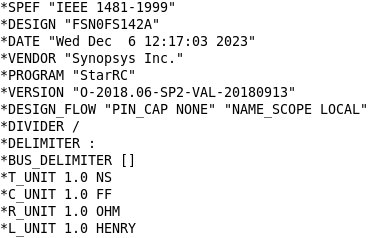 *SPEF "IEEE 1481-1999"
*DESIGN "FSN0FS142A"
*DATE "Wed Dec  6 12:17:03 2023"
*VENDOR "Synopsys Inc."
*PROGRAM "StarRC"
*VERSION "O-2018.06-SP2-VAL-20180913"
*DESIGN_FLOW "PIN_CAP NONE" "NAME_SCOPE LOCAL"
*DIVIDER /
*DELIMITER :
*BUS_DELIMITER []
*T_UNIT 1.0 NS
*C_UNIT 1.0 FF
*R_UNIT 1.0 OHM
*L_UNIT 1.0 HENRY